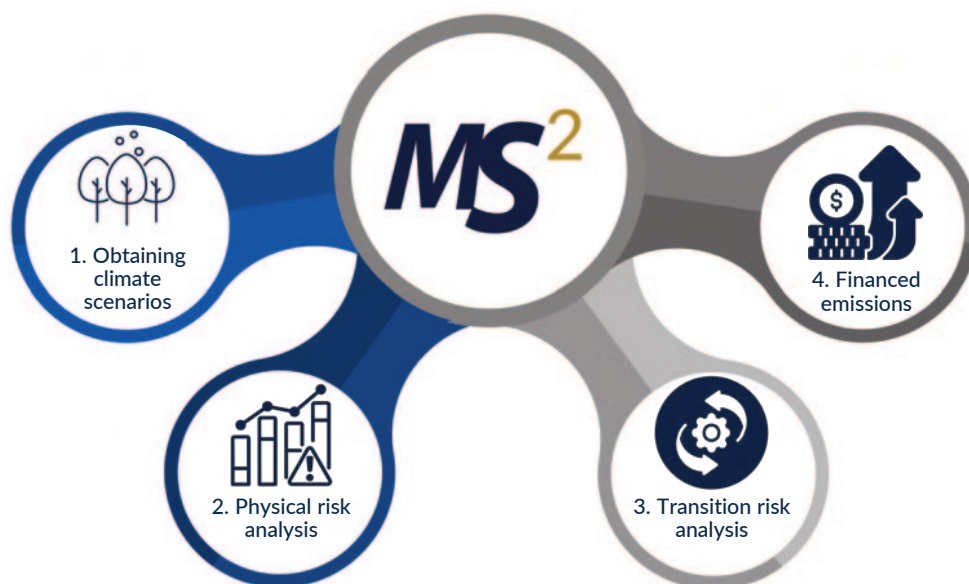 MS2
1. Obtaining
climate
scenarios
$
4. Financed
emissions
2. Physical risk
analysis
3. Transition risk
analysis